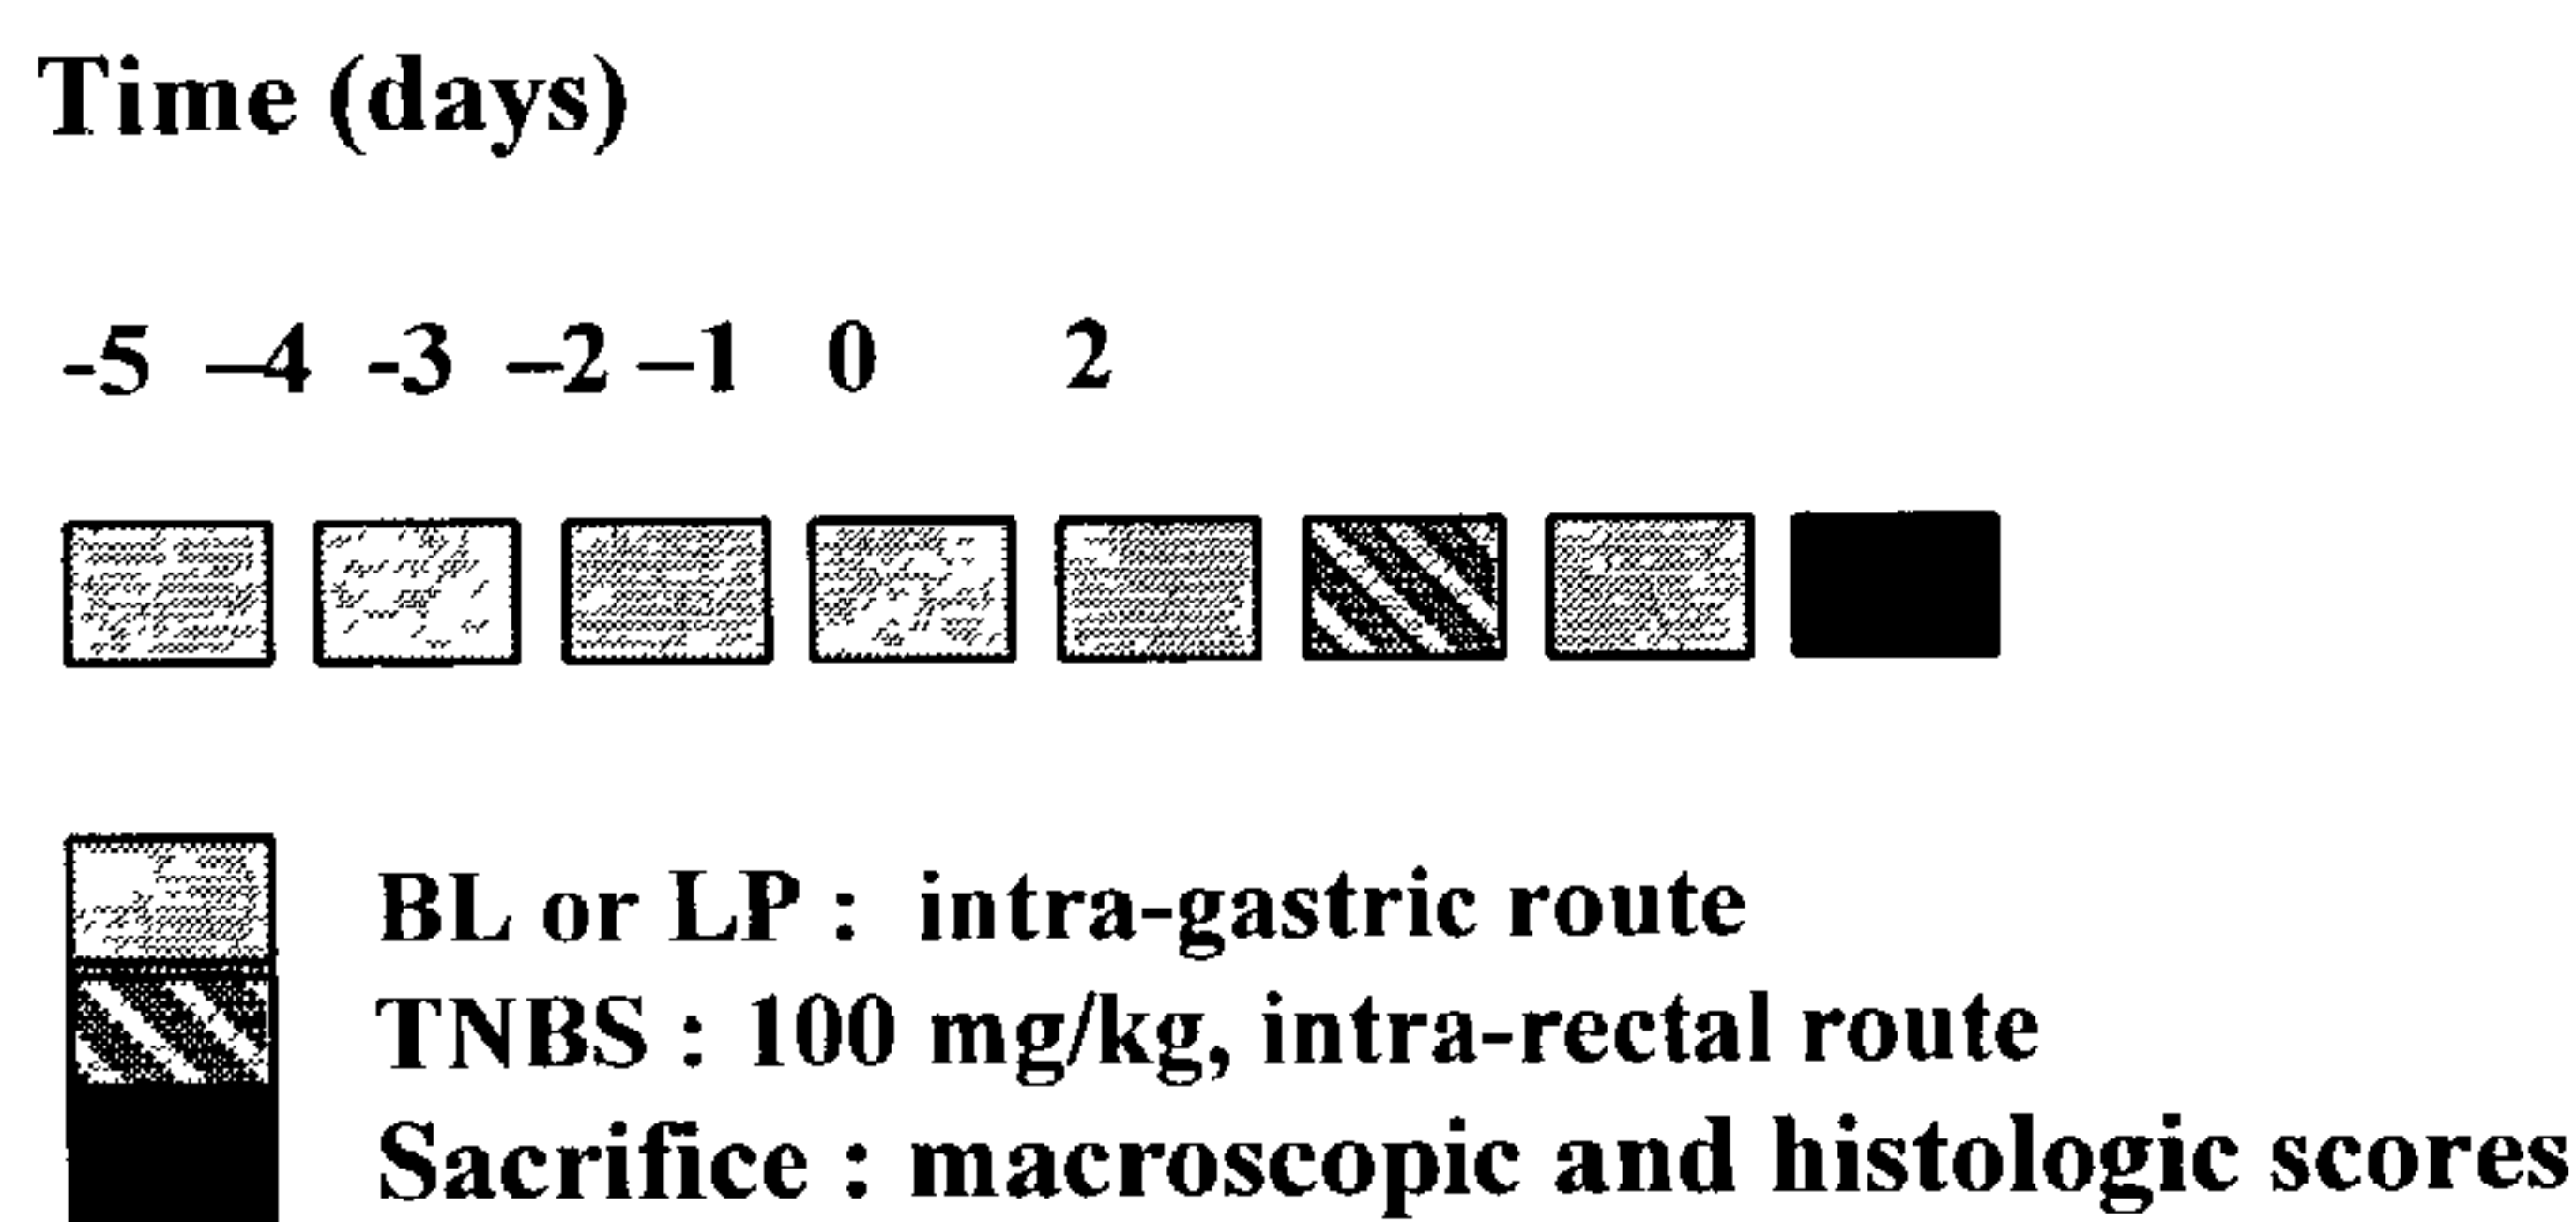 Time (days)
-5 –4 -3 –2 –1 0 2
BL or LP : intra-gastric route
TNBS : 100 mg/kg, intra-rectal route
Sacrifice : macroscopic and histologic scores